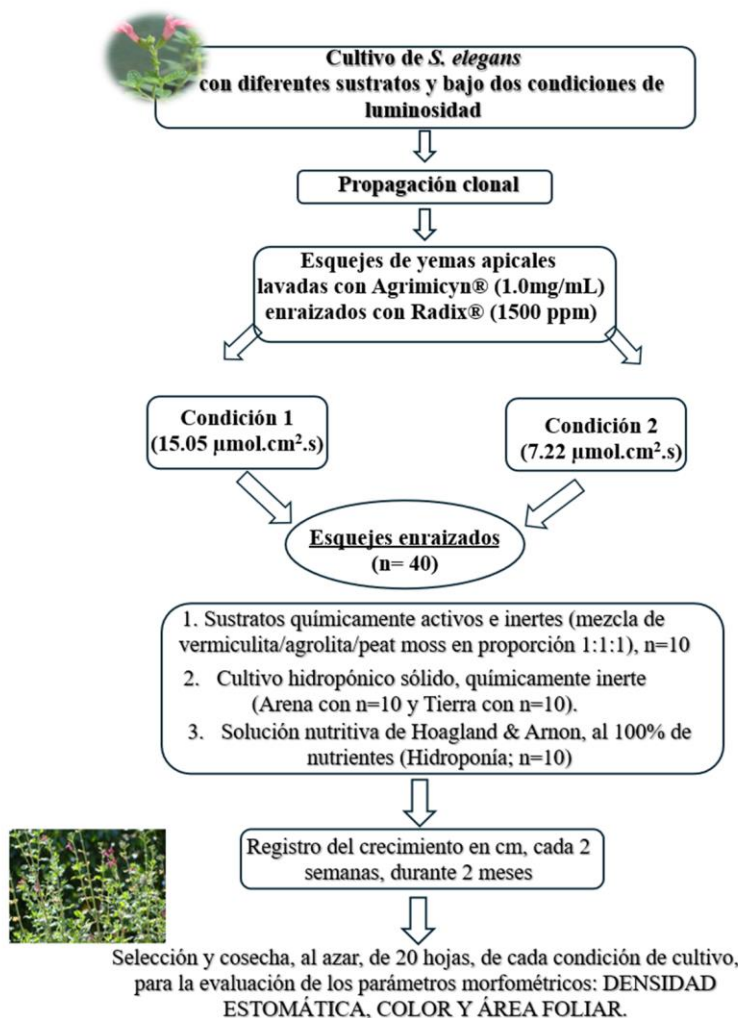 Cultivo de S. elegans
con diferentes sustratos y bajo dos condiciones de
luminosidad
Propagación clonal
Esquejes de yemas apicales
lavadas con Agrimicyn® (1.0mg/mL)
enraizados con Radix® (1500 ppm)
Condición 1
(15.05 µmol.cm².s)
Condición 2
(7.22 µmol.cm².s)
Esquejes enraizados
(n= 40)
1. Sustratos químicamente activos e inertes (mezcla de
vermiculita/agrolita/peat moss en proporción 1:1:1), n=10
2. Cultivo hidropónico sólido, químicamente inerte
(Arena con n=10 y Tierra con n=10).
3. Solución nutritiva de Hoagland & Arnon, al 100% de
nutrientes (Hidroponía; n=10)
Registro del crecimiento en cm, cada 2
semanas, durante 2 meses
Selección y cosecha, al azar, de 20 hojas, de cada condición de cultivo,
para la evaluación de los parámetros morfométricos: DENSIDAD
ESTOMÁTICA, COLOR Y ÁREA FOLIAR.